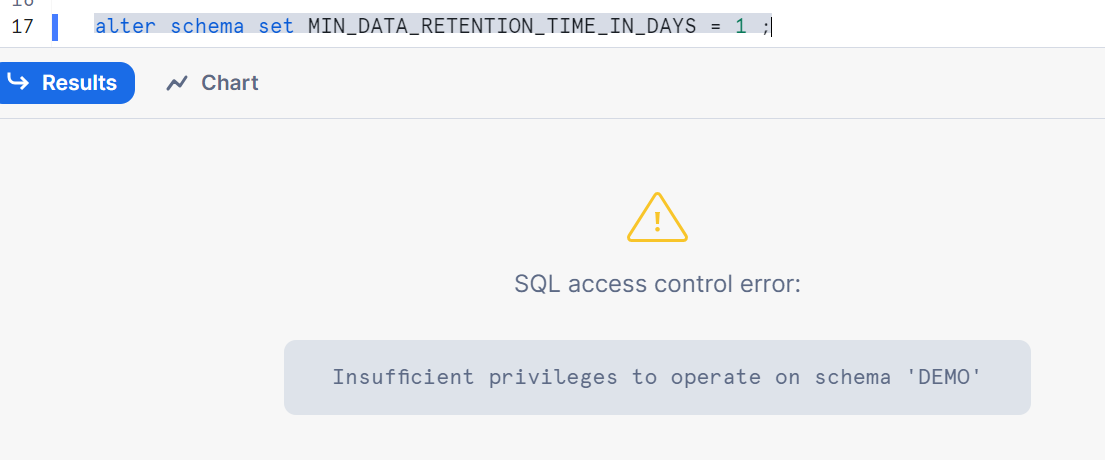 17 alter schema set MIN_DATA_RETENTION_TIME_IN_DAYS = 1 ;
Results Chart
SQL access control error:
Insufficient privileges to operate on schema 'DEMO'